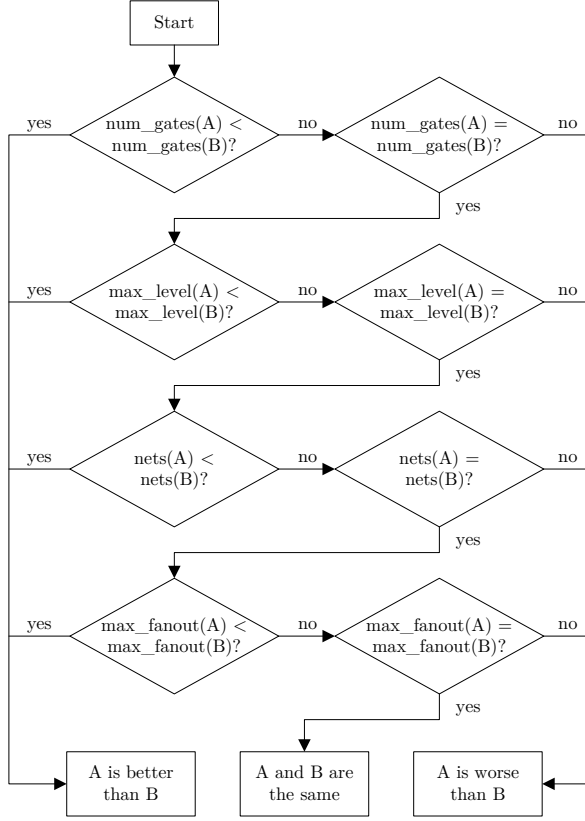 Start
yes
num_gates(A) <
num_gates(B)?
no
num_gates(A) =
num_gates(B)?
no
yes
yes
max_level(A) <
max_level(B)?
no
max_level(A) =
max_level(B)?
no
yes
yes
nets(A) <
nets(B)?
no
nets(A) =
nets(B)?
no
yes
yes
max_fanout(A) <
max_fanout(B)?
no
max_fanout(A) =
max_fanout(B)?
no
yes
A is better
than B
A and B are
the same
A is worse
than B